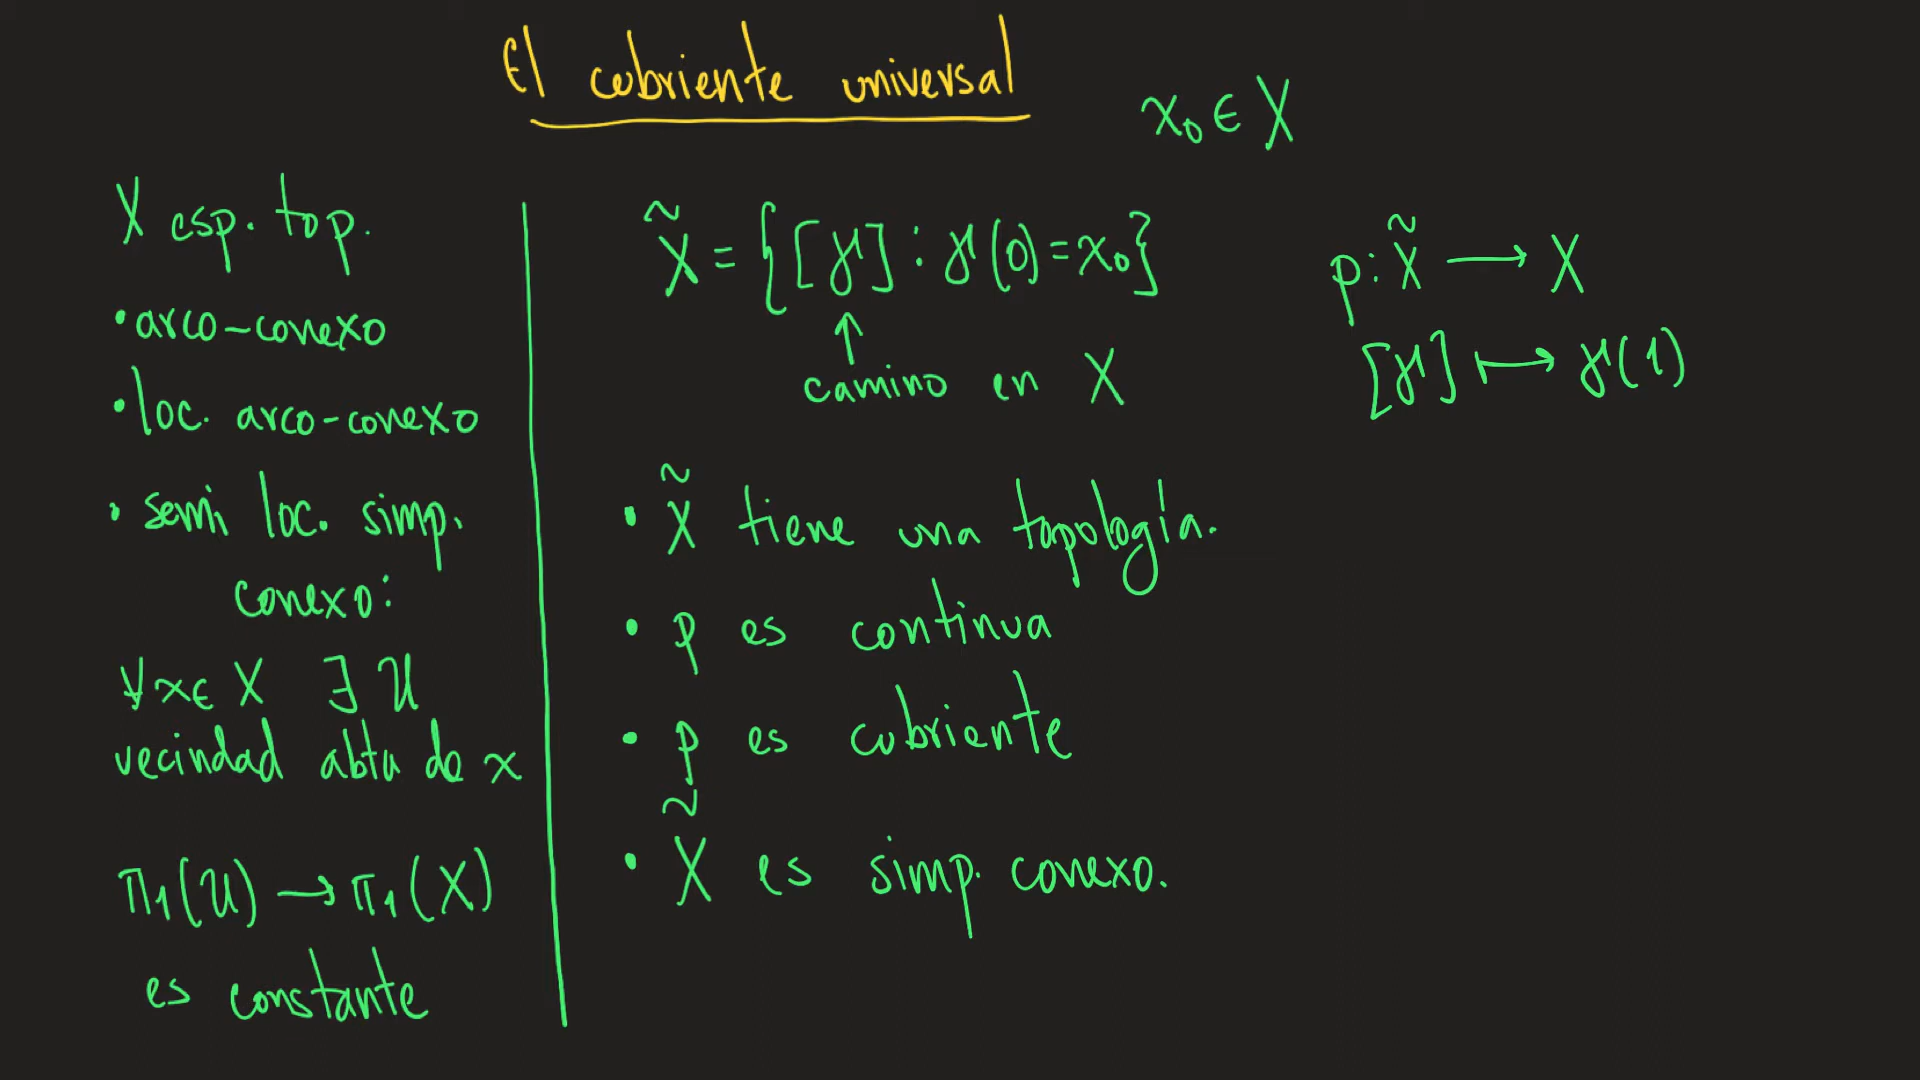 El cubriente universal
x₀ ∈ X
X esp. top.
• arco-conexo
• loc. arco-conexo
• semi loc. simp.
conexo:
∀x∈X ∃ U
vecindad abta de x
π₁(U) → π₁(X)
es constante
X̃ = {[γ] : γ(0)=x₀}
↑
camino en X
• X̃ tiene una topología.
• p es continua
• p es cubriente
• X̃ es simp. conexo.
p: X̃ ⟶ X
[γ] ⟼ γ(1)